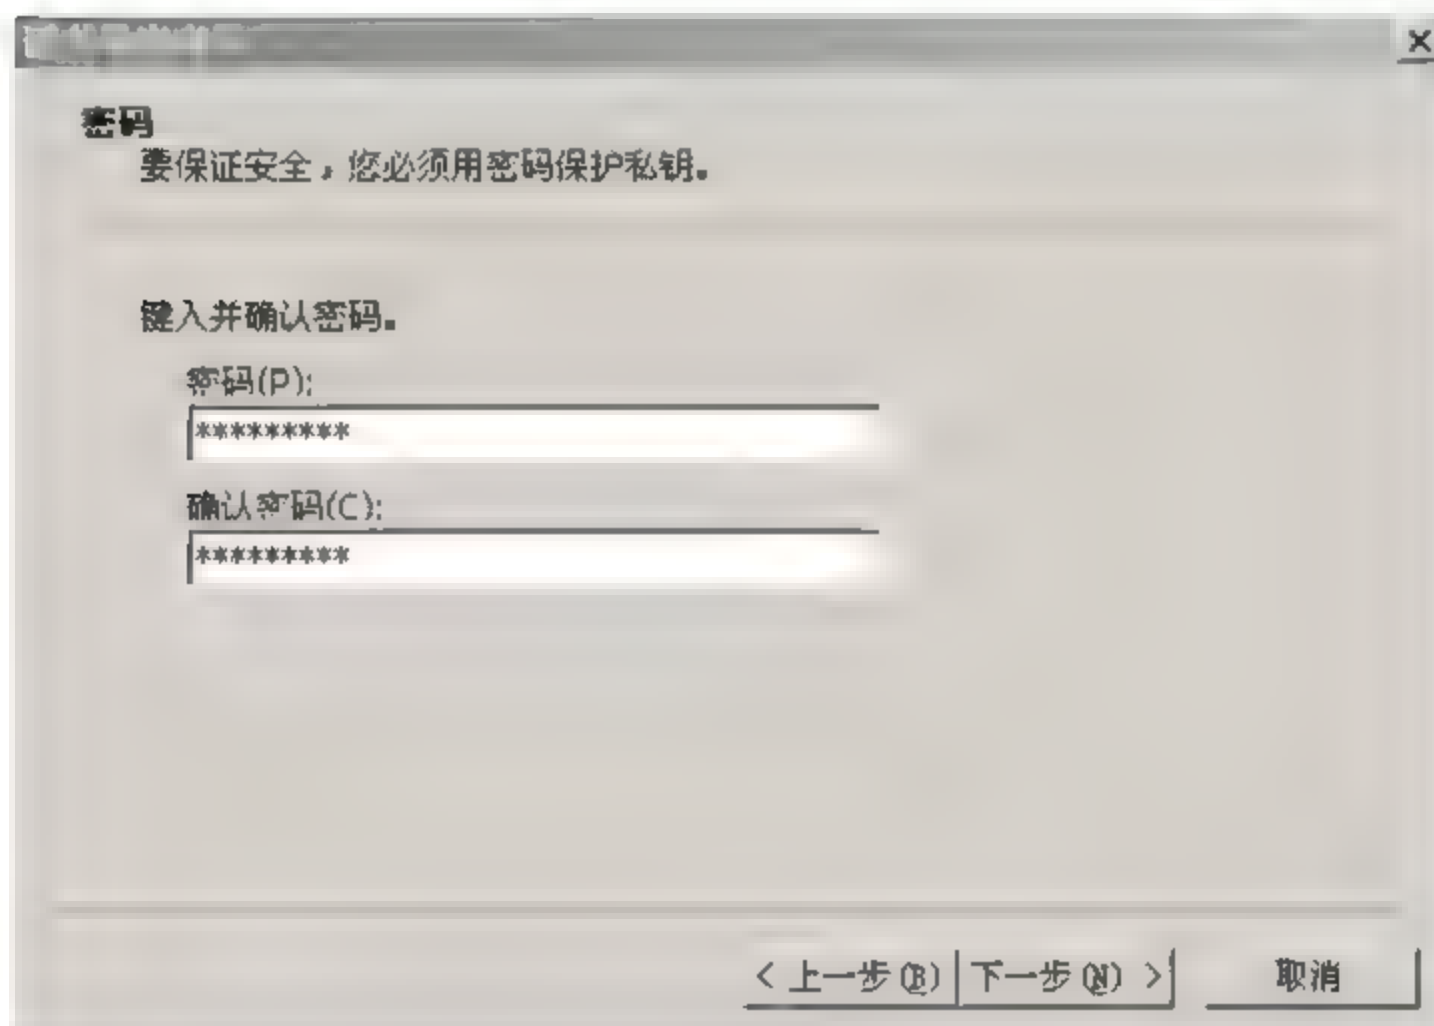 密码
要保证安全，您必须用密码保护私钥。
键入并确认密码。
密码(P):
*********
确认密码(C):
*********
< 上一步(B) 下一步(N) > 取消